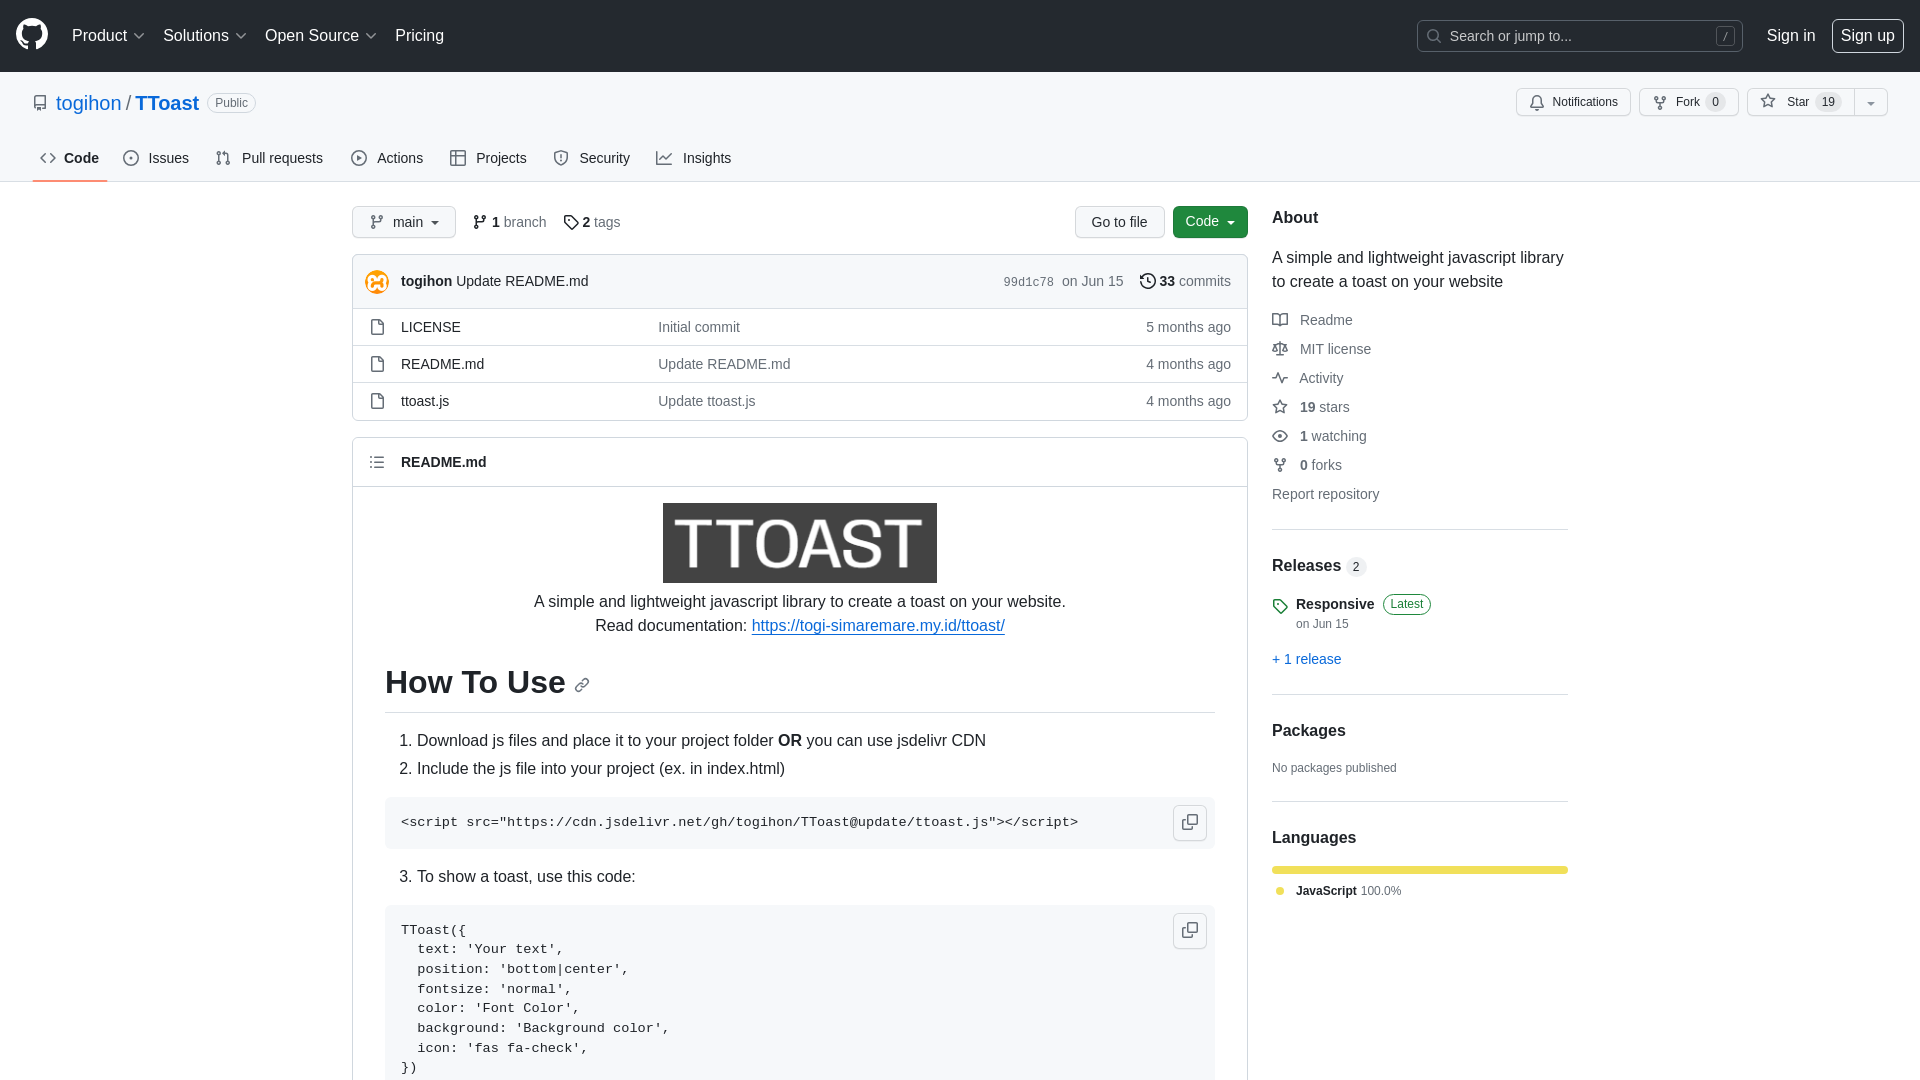 Product Solutions Open Source Pricing Search or jump to... / Sign in Sign up
togihon / TToast Public Notifications Fork 0 Star 19
Code Issues Pull requests Actions Projects Security Insights
main 1 branch 2 tags Go to file Code
togihon Update README.md 99d1c78 on Jun 15 33 commits
LICENSE Initial commit 5 months ago
README.md Update README.md 4 months ago
ttoast.js Update ttoast.js 4 months ago
README.md
TTOAST
A simple and lightweight javascript library to create a toast on your website.
Read documentation: https://togi-simaremare.my.id/ttoast/
How To Use
1. Download js files and place it to your project folder OR you can use jsdelivr CDN
2. Include the js file into your project (ex. in index.html)
<script src="https://cdn.jsdelivr.net/gh/togihon/TToast@update/ttoast.js"></script>
3. To show a toast, use this code:
TToast({
  text: 'Your text',
  position: 'bottom|center',
  fontsize: 'normal',
  color: 'Font Color',
  background: 'Background color',
  icon: 'fas fa-check',
})
About
A simple and lightweight javascript library
to create a toast on your website
Readme
MIT license
Activity
19 stars
1 watching
0 forks
Report repository
Releases 2
Responsive Latest
on Jun 15
+ 1 release
Packages
No packages published
Languages
JavaScript 100.0%